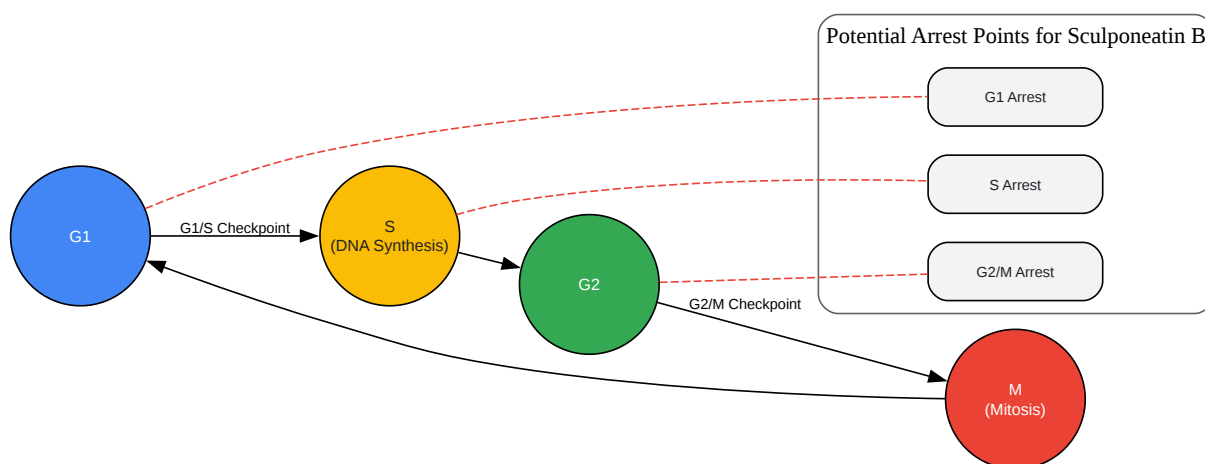 Potential Arrest Points for Sculponeatin B
G1 Arrest
S Arrest
G2/M Arrest
G1
G1/S Checkpoint
S
(DNA Synthesis)
G2
G2/M Checkpoint
M
(Mitosis)